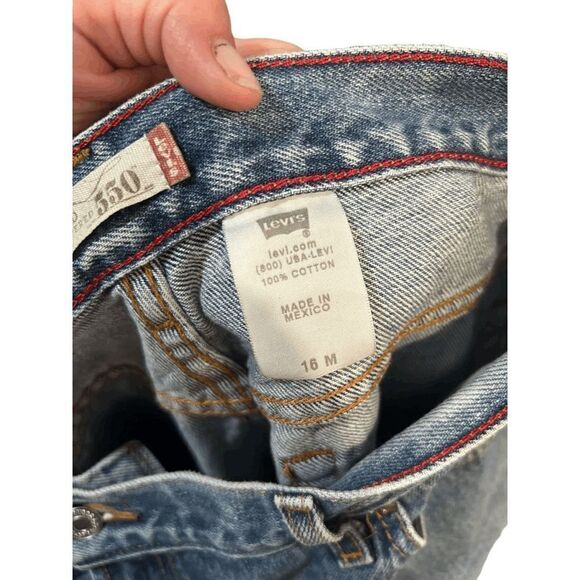 550
Levi's
levi.com
(800) USA-LEVI
100% COTTON
MADE IN
MEXICO
16 M